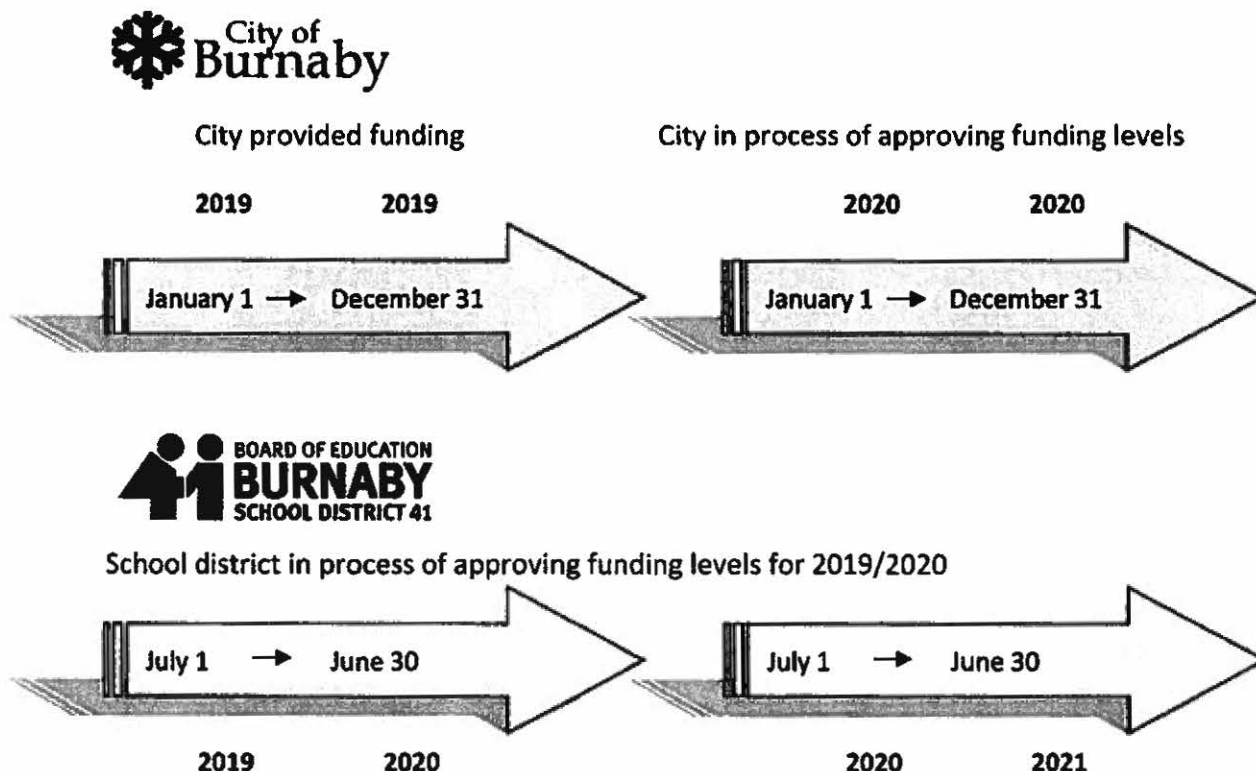 City of
Burnaby
City provided funding City in process of approving funding levels
2019 2019 2020 2020
January 1 → December 31 January 1 → December 31
41 BOARD OF EDUCATION
BURNABY
SCHOOL DISTRICT 41
School district in process of approving funding levels for 2019/2020
July 1 → June 30 July 1 → June 30
2019 2020 2020 2021